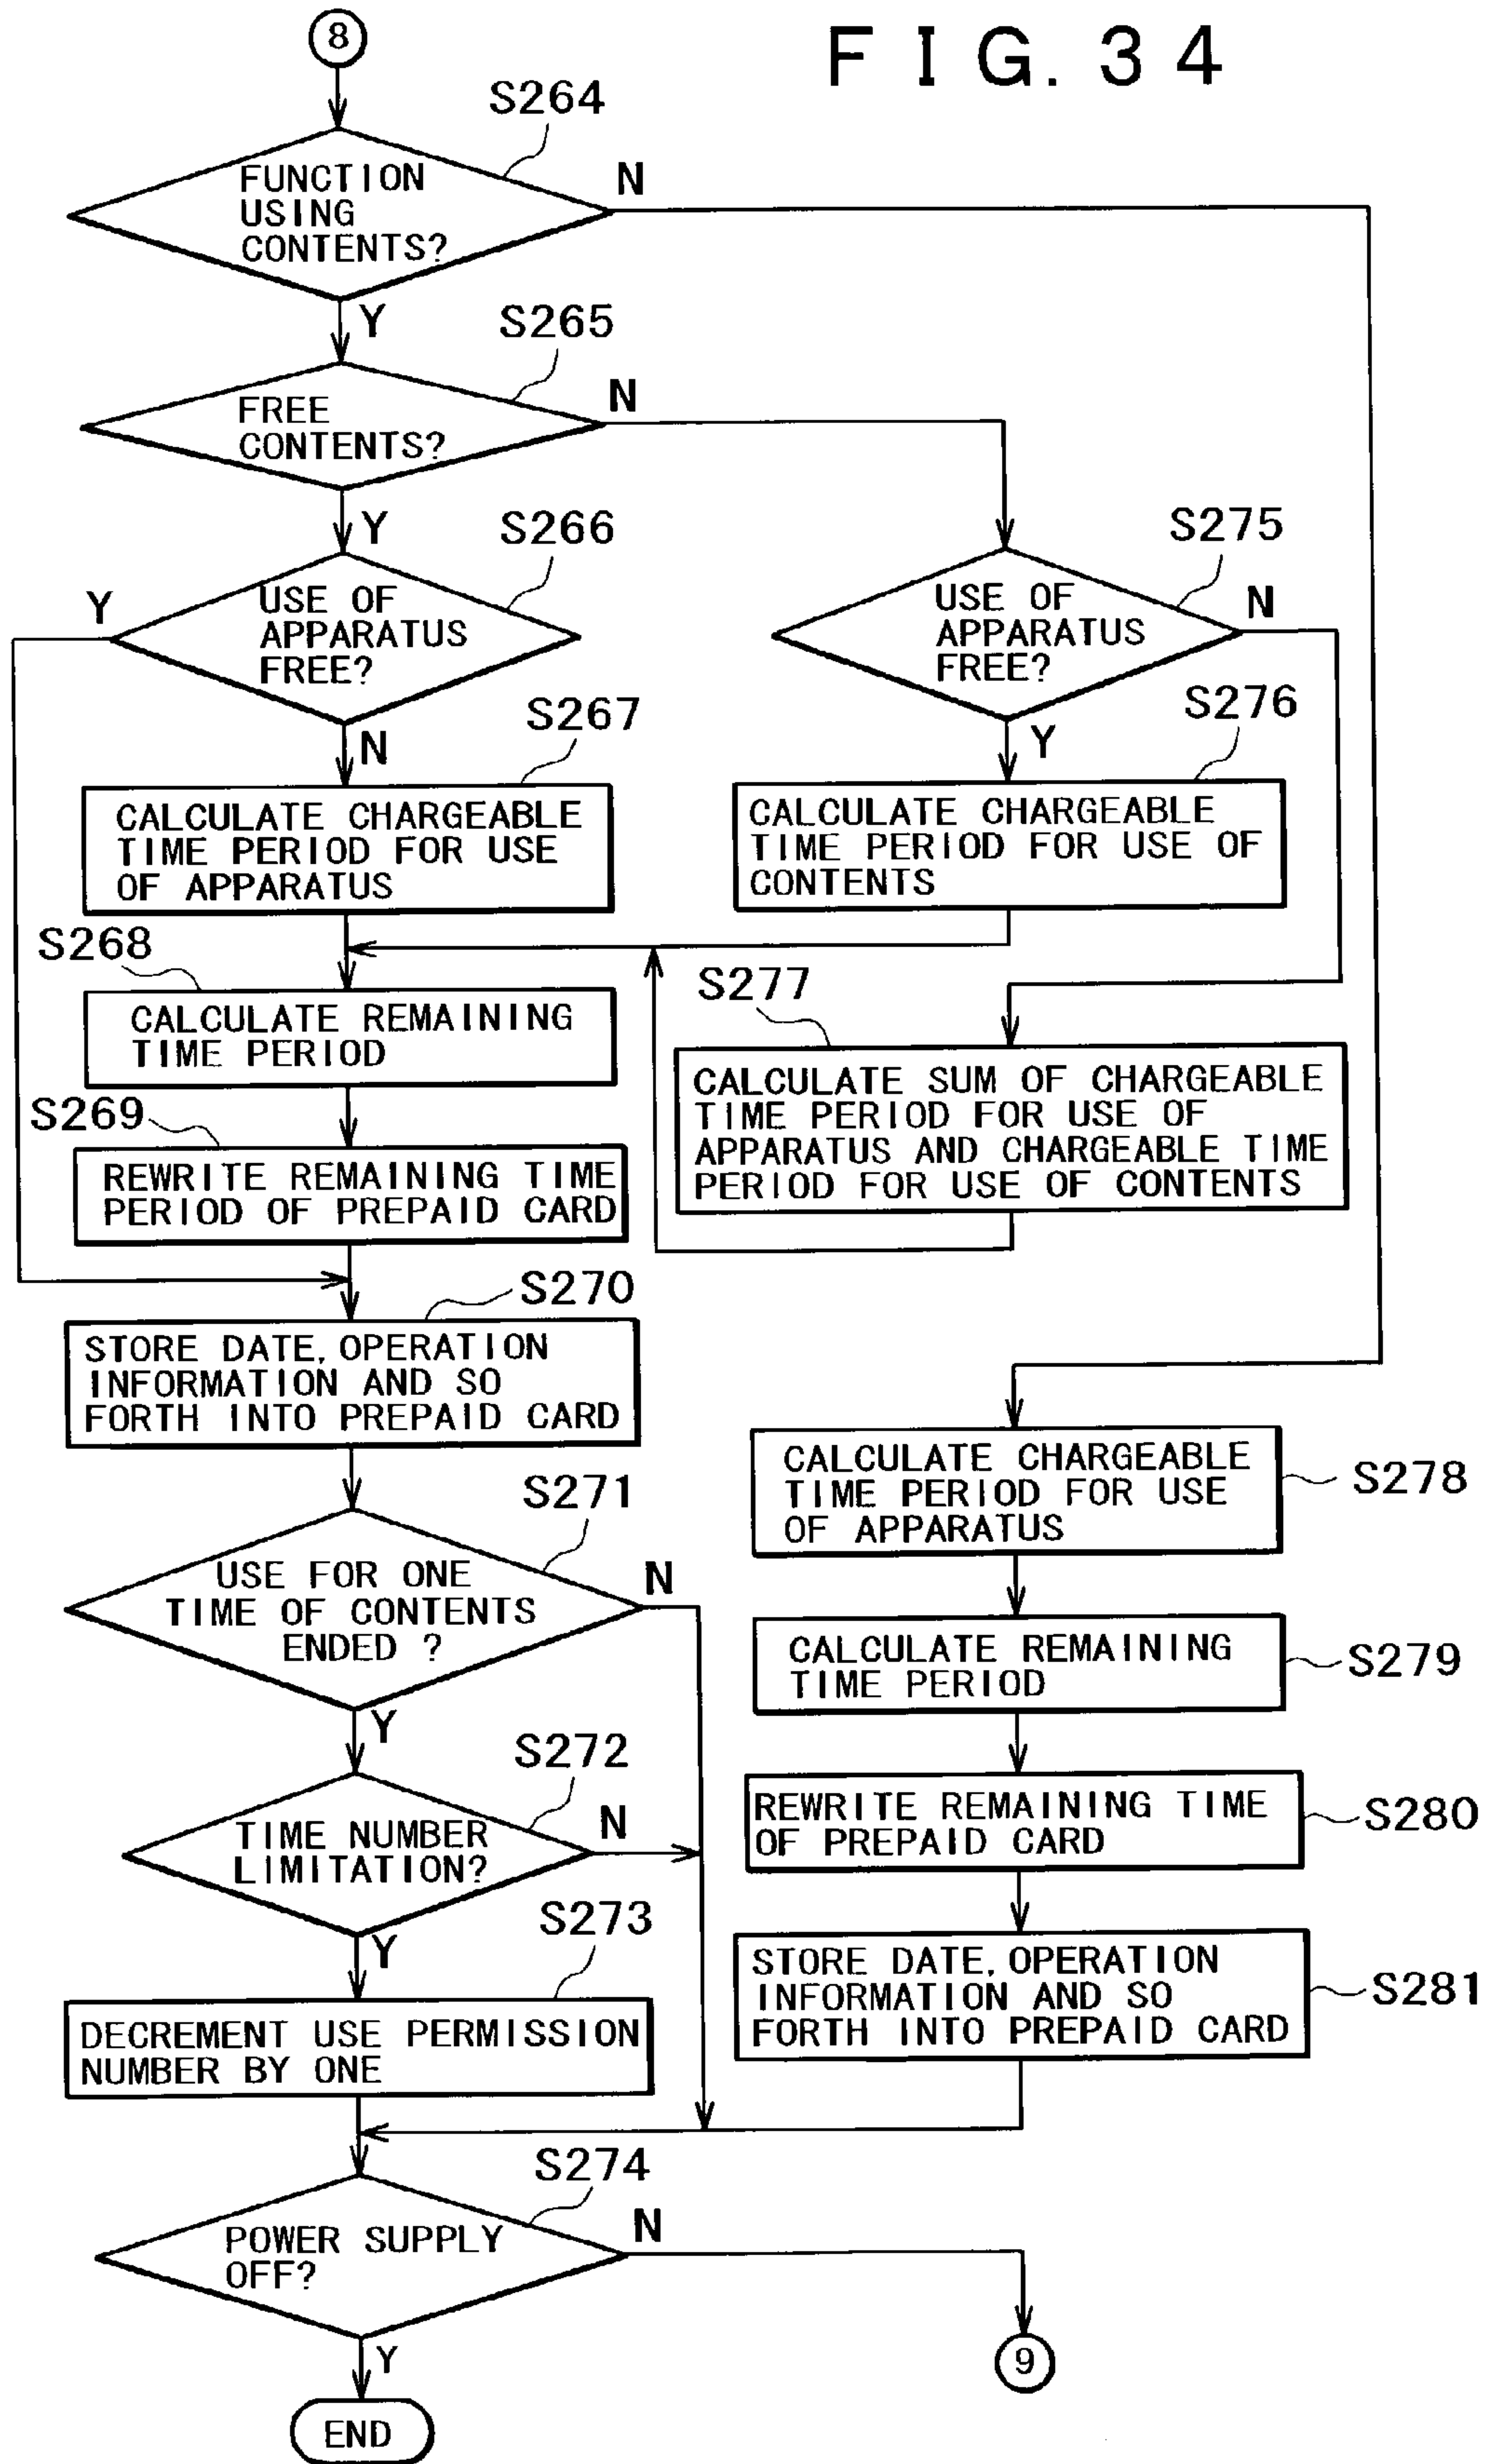 8
F I G. 3 4
S264
FUNCTION
USING
CONTENTS?
N
Y
S265
FREE
CONTENTS?
N
Y
S266
USE OF
APPARATUS
FREE?
Y
N
S275
USE OF
APPARATUS
FREE?
N
Y
S267
CALCULATE CHARGEABLE
TIME PERIOD FOR USE
OF APPARATUS
S276
CALCULATE CHARGEABLE
TIME PERIOD FOR USE OF
CONTENTS
S268
CALCULATE REMAINING
TIME PERIOD
S277
CALCULATE SUM OF CHARGEABLE
TIME PERIOD FOR USE OF
APPARATUS AND CHARGEABLE TIME
PERIOD FOR USE OF CONTENTS
S269
REWRITE REMAINING TIME
PERIOD OF PREPAID CARD
S270
STORE DATE, OPERATION
INFORMATION AND SO
FORTH INTO PREPAID CARD
S271
USE FOR ONE
TIME OF CONTENTS
ENDED ?
N
Y
S278
CALCULATE CHARGEABLE
TIME PERIOD FOR USE
OF APPARATUS
S279
CALCULATE REMAINING
TIME PERIOD
S272
TIME NUMBER
LIMITATION?
N
Y
S280
REWRITE REMAINING TIME
OF PREPAID CARD
S273
DECREMENT USE PERMISSION
NUMBER BY ONE
S281
STORE DATE, OPERATION
INFORMATION AND SO
FORTH INTO PREPAID CARD
S274
POWER SUPPLY
OFF?
N
Y
9
END